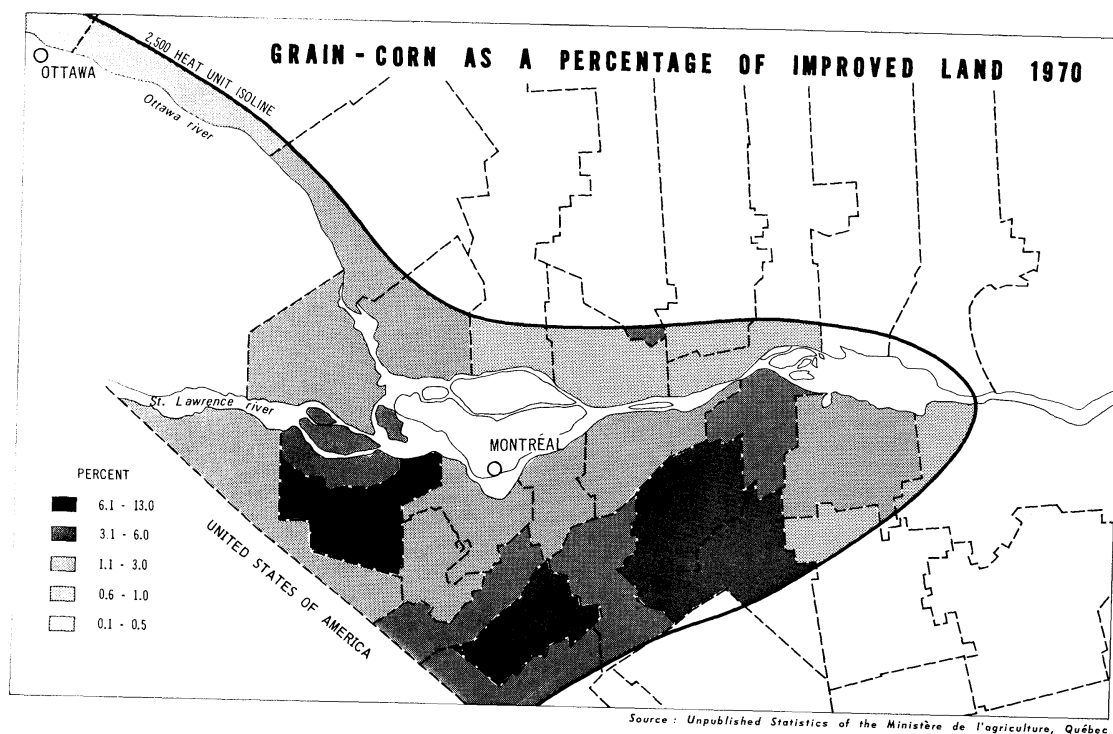 GRAIN - CORN AS A PERCENTAGE OF IMPROVED LAND 1970
2,500 HEAT UNIT ISOLINE
OTTAWA
Ottawa river
St. Lawrence river
MONTRÉAL
PERCENT
6.1 - 13.0
3.1 - 6.0
1.1 - 3.0
0.6 - 1.0
0.1 - 0.5
UNITED STATES OF AMERICA
Source : Unpublished Statistics of the Ministère de l'agriculture, Québec